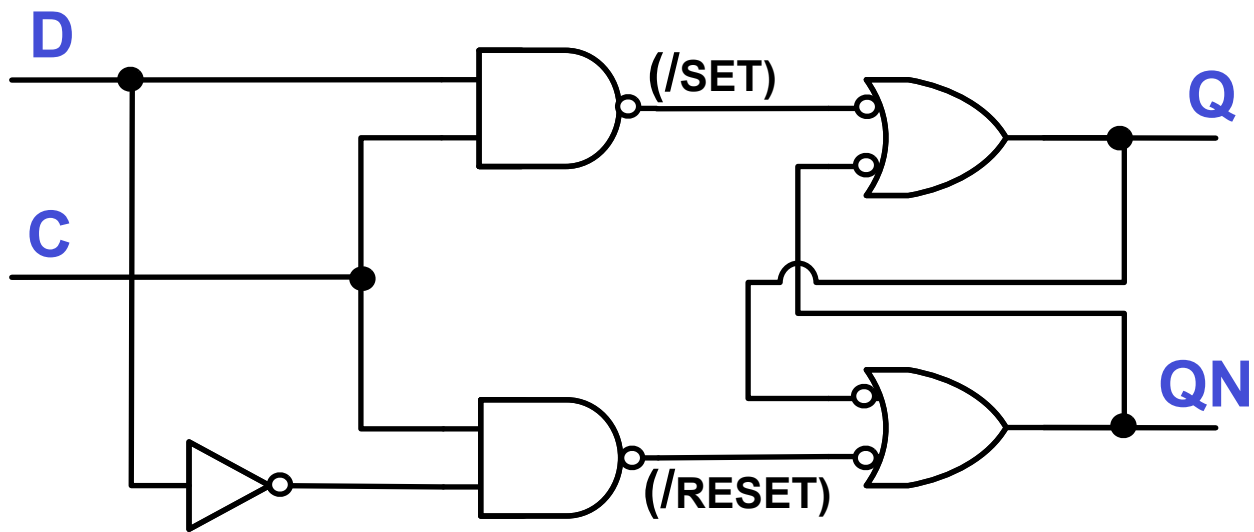 D
(/SET)
Q
C
QN
(/RESET)